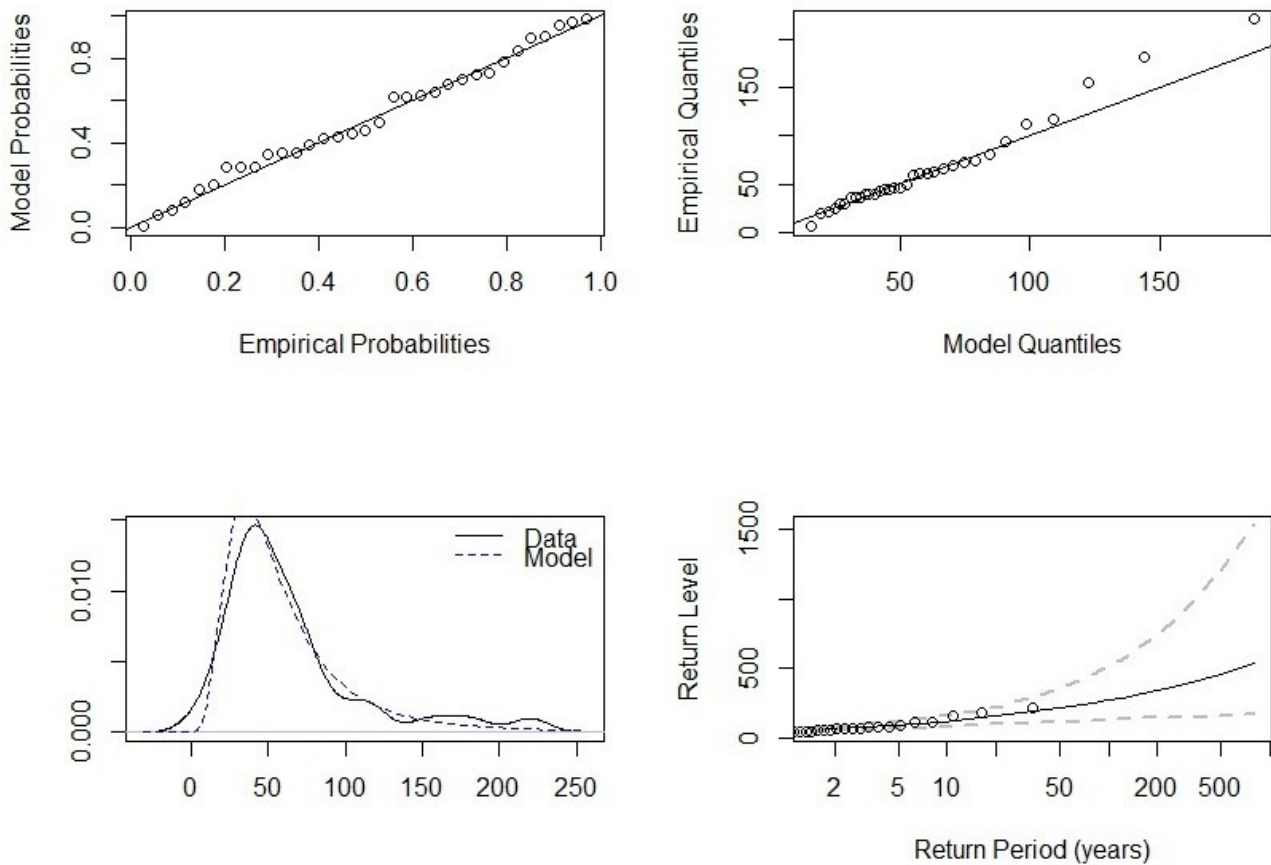 Model Probabilities
0.0 0.4 0.8
0.0 0.2 0.4 0.6 0.8 1.0
Empirical Probabilities
Empirical Quantiles
0 50 150
50 100 150
Model Quantiles
0.000 0.010
Data
Model
0 50 100 150 200 250
Return Level
0 500 1500
2 5 10 50 200 500
Return Period (years)